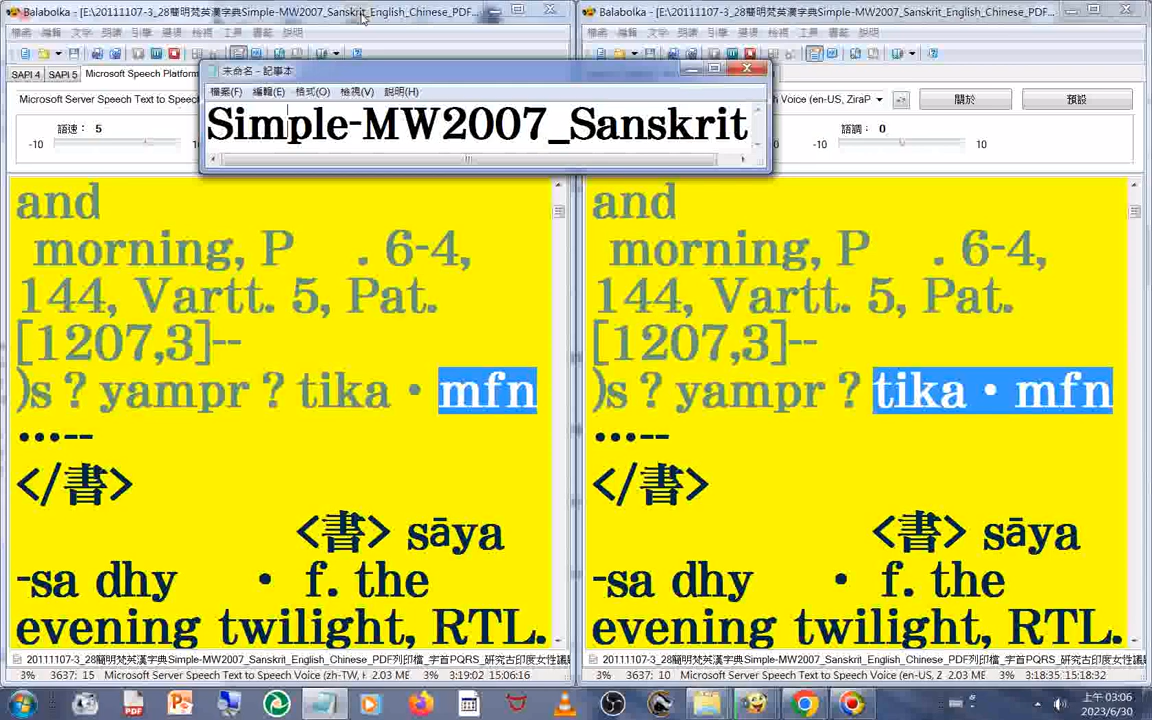 Balabolka - [E:\20111107-3_28簡明梵英漢字典Simple-MW2007_Sanskrit_English_Chinese_PDF...
Balabolka - [E:\20111107-3_28簡明梵英漢字典Simple-MW2007_Sanskrit_English_Chinese_PDF...
SAPI 4 SAPI 5 Microsoft Speech Platform
未命名 - 記事本
檔案(F) 編輯(E) 格式(O) 檢視(V) 說明(H)
Simple-MW2007_Sanskrit
Microsoft Server Speech Text to Speech
Voice (en-US, ZiraP
關於
預設
語速： 5
-10
語調： 0
-10 10
and
morning, P . 6-4,
144, Vartt. 5, Pat.
[1207,3]--
)s ? yampr ? tika • mfn
•••--
</書>
<書> sāya
-sa dhy • f. the
evening twilight, RTL.
and
morning, P . 6-4,
144, Vartt. 5, Pat.
[1207,3]--
)s ? yampr ? tika • mfn
•••--
</書>
<書> sāya
-sa dhy • f. the
evening twilight, RTL.
20111107-3_28簡明梵英漢字典Simple-MW2007_Sanskrit_English_Chinese_PDF列印檔_字首PQRS_研究古印度女性議題
20111107-3_28簡明梵英漢字典Simple-MW2007_Sanskrit_English_Chinese_PDF列印檔_字首PQRS_研究古印度女性議題
3% 3637; 15 Microsoft Server Speech Text to Speech Voice (zh-TW, H 2.03 MB 3% 3:19:02 15:06:16
3% 3637; 10 Microsoft Server Speech Text to Speech Voice (en-US, Z 2.03 MB 3% 3:18:35 15:18:32
上午 03:06
2023/6/30